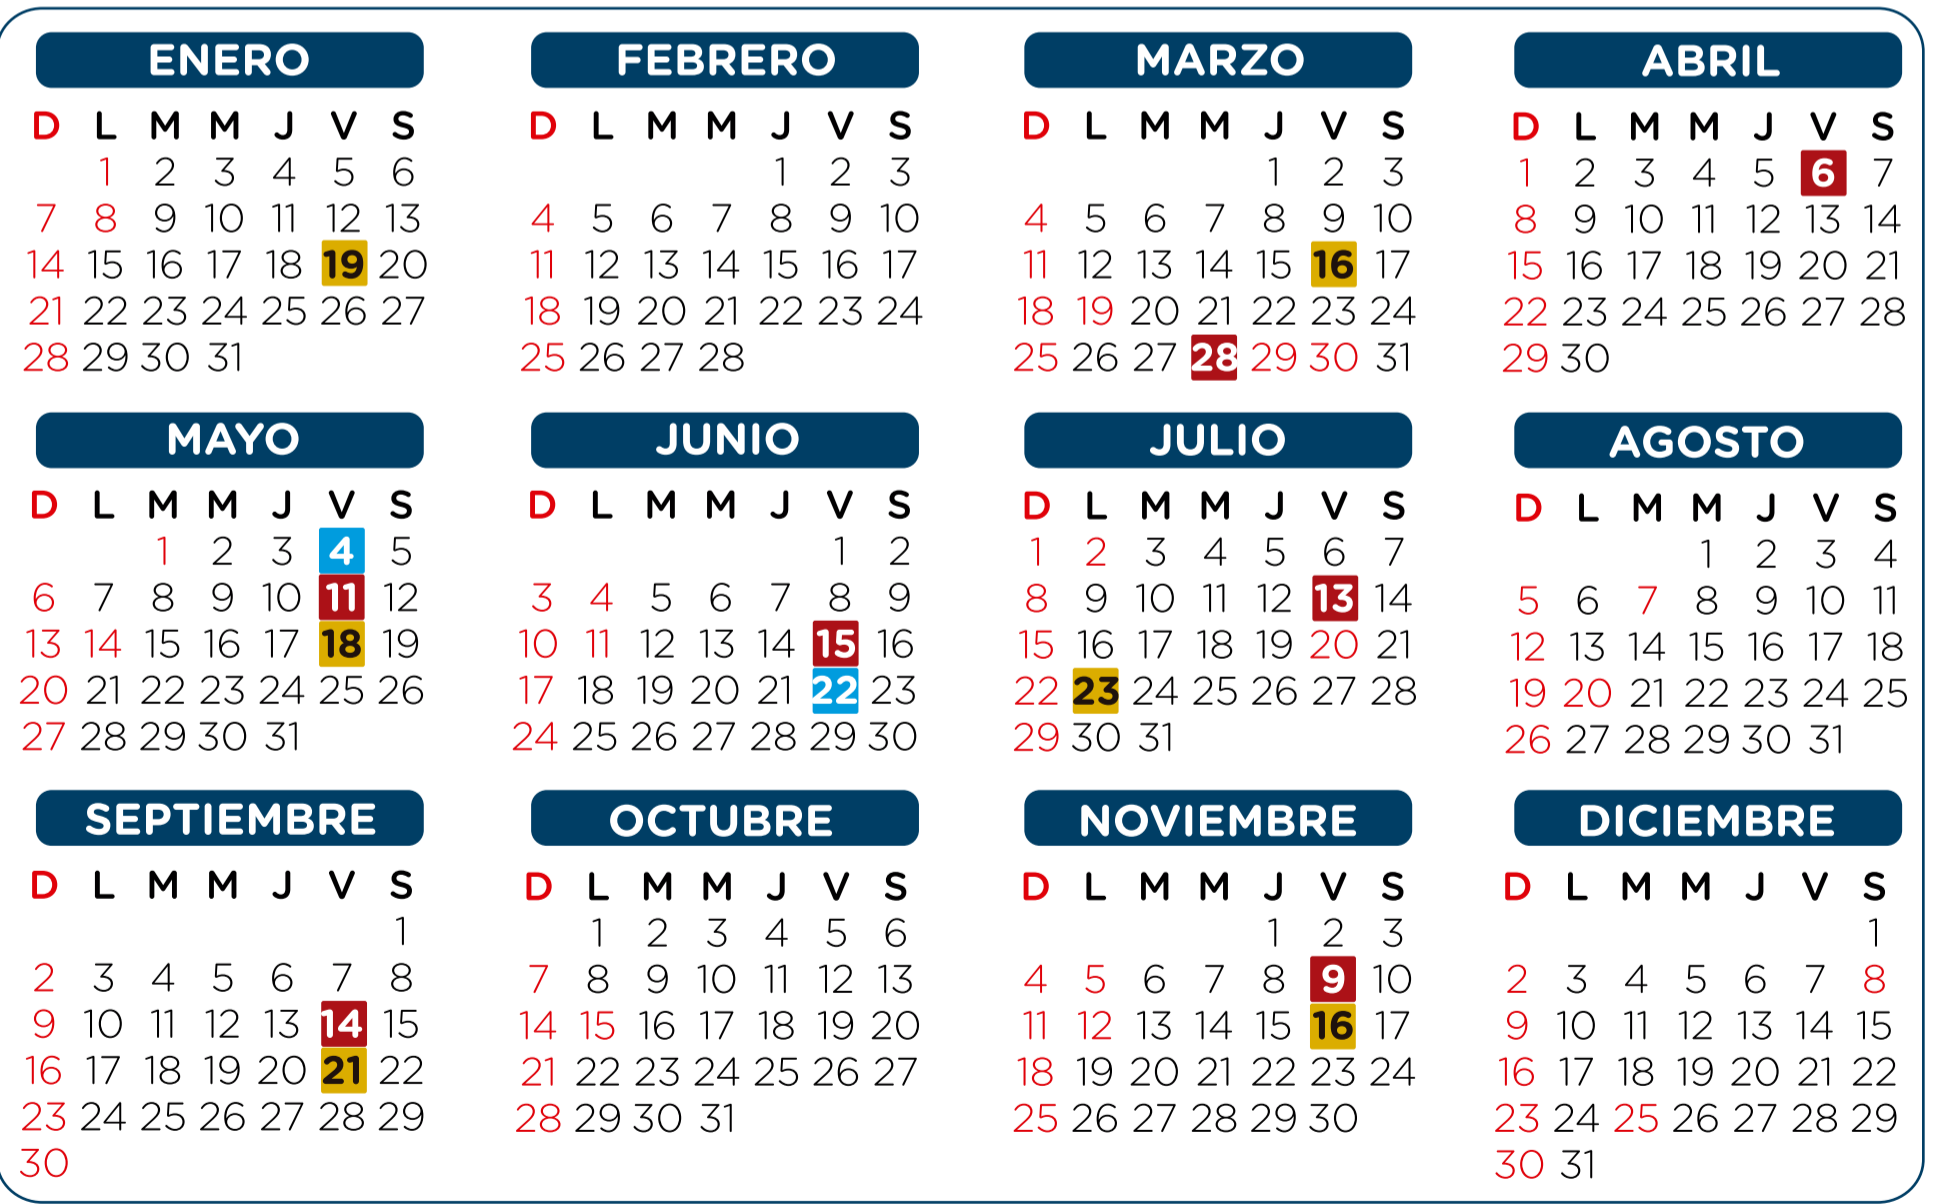 ENERO
D L M M J V S
1 2 3 4 5 6
7 8 9 10 11 12 13
14 15 16 17 18 19 20
21 22 23 24 25 26 27
28 29 30 31
FEBRERO
D L M M J V S
1 2 3
4 5 6 7 8 9 10
11 12 13 14 15 16 17
18 19 20 21 22 23 24
25 26 27 28
MARZO
D L M M J V S
1 2 3
4 5 6 7 8 9 10
11 12 13 14 15 16 17
18 19 20 21 22 23 24
25 26 27 28 29 30 31
ABRIL
D L M M J V S
1 2 3 4 5 6 7
8 9 10 11 12 13 14
15 16 17 18 19 20 21
22 23 24 25 26 27 28
29 30
MAYO
D L M M J V S
1 2 3 4 5
6 7 8 9 10 11 12
13 14 15 16 17 18 19
20 21 22 23 24 25 26
27 28 29 30 31
JUNIO
D L M M J V S
1 2
3 4 5 6 7 8 9
10 11 12 13 14 15 16
17 18 19 20 21 22 23
24 25 26 27 28 29 30
JULIO
D L M M J V S
1 2 3 4 5 6 7
8 9 10 11 12 13 14
15 16 17 18 19 20 21
22 23 24 25 26 27 28
29 30 31
AGOSTO
D L M M J V S
1 2 3 4
5 6 7 8 9 10 11
12 13 14 15 16 17 18
19 20 21 22 23 24 25
26 27 28 29 30 31
SEPTIEMBRE
D L M M J V S
1
2 3 4 5 6 7 8
9 10 11 12 13 14 15
16 17 18 19 20 21 22
23 24 25 26 27 28 29
30
OCTUBRE
D L M M J V S
1 2 3 4 5 6
7 8 9 10 11 12 13
14 15 16 17 18 19 20
21 22 23 24 25 26 27
28 29 30 31
NOVIEMBRE
D L M M J V S
1 2 3
4 5 6 7 8 9 10
11 12 13 14 15 16 17
18 19 20 21 22 23 24
25 26 27 28 29 30
DICIEMBRE
D L M M J V S
1
2 3 4 5 6 7 8
9 10 11 12 13 14 15
16 17 18 19 20 21 22
23 24 25 26 27 28 29
30 31